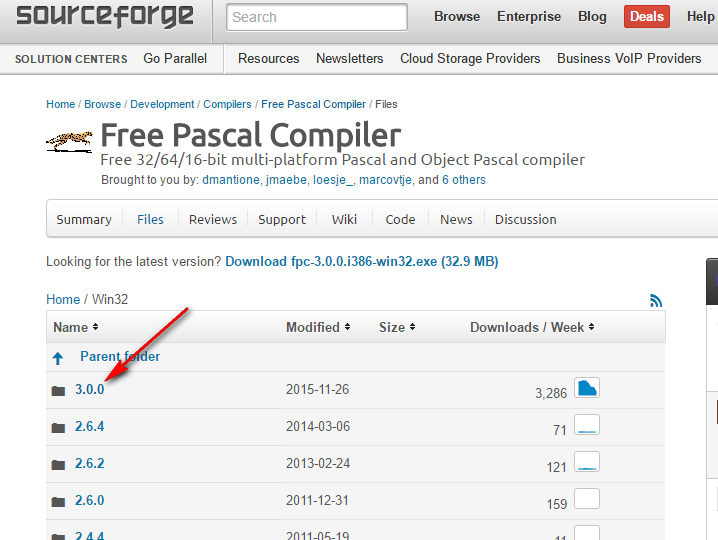 sourceforge
Search
Browse Enterprise Blog Deals Help
SOLUTION CENTERS Go Parallel Resources Newsletters Cloud Storage Providers Business VoIP Providers
Home / Browse / Development / Compilers / Free Pascal Compiler / Files
Free Pascal Compiler
Free 32/64/16-bit multi-platform Pascal and Object Pascal compiler
Brought to you by: dmantione, jmaebe, loesje_, marcovtje, and 6 others
Summary Files Reviews Support Wiki Code News Discussion
Looking for the latest version? Download fpc-3.0.0.i386-win32.exe (32.9 MB)
Home / Win32
Name Modified Size Downloads / Week
Parent folder
3.0.0 2015-11-26 3,286
2.6.4 2014-03-06 71
2.6.2 2013-02-24 121
2.6.0 2011-12-31 159
2.4.4 2011-05-19 11